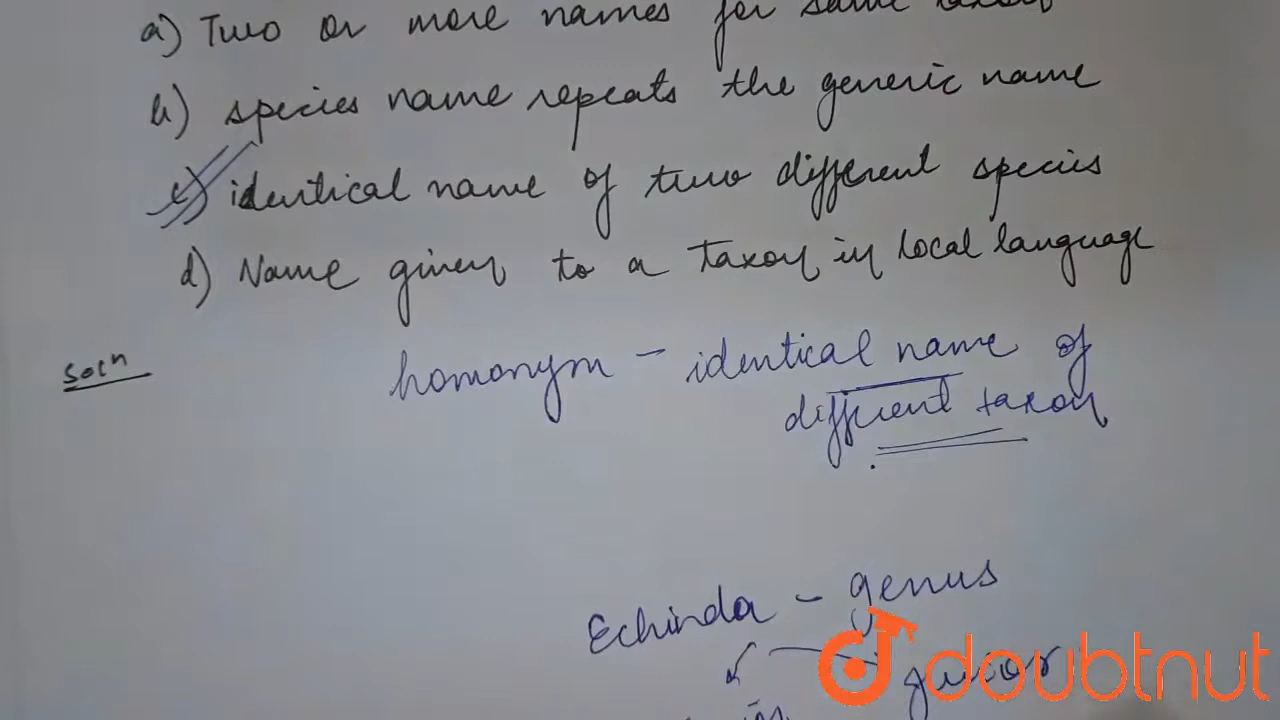 a) Two or more names for same taxon
b) species name repeats the generic name
c) identical name of two different species
d) Name given to a taxon in local language
Soln
homonym - identical name of
different taxon
Echinda - genus
doubtnut